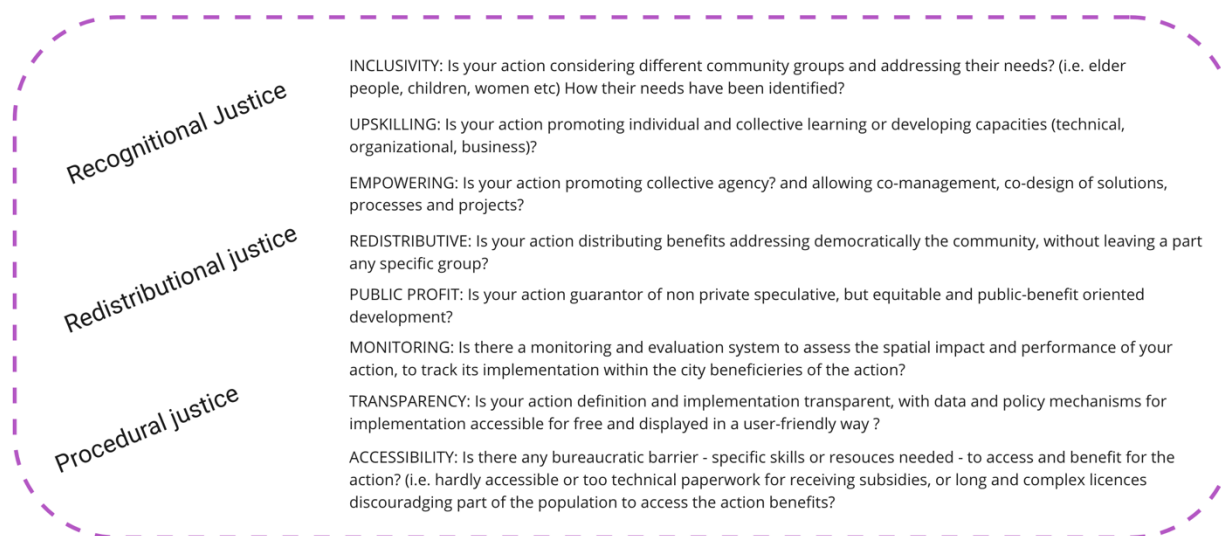 Recognitional Justice
INCLUSIVITY: Is your action considering different community groups and addressing their needs? (i.e. elder
people, children, women etc) How their needs have been identified?
UPSKILLING: Is your action promoting individual and collective learning or developing capacities (technical,
organizational, business)?
EMPOWERING: Is your action promoting collective agency? and allowing co-management, co-design of solutions,
processes and projects?
Redistributional justice
REDISTRIBUTIVE: Is your action distributing benefits addressing democratically the community, without leaving a part
any specific group?
PUBLIC PROFIT: Is your action guarantor of non private speculative, but equitable and public-benefit oriented
development?
MONITORING: Is there a monitoring and evaluation system to assess the spatial impact and performance of your
action, to track its implementation within the city beneficieries of the action?
Procedural justice
TRANSPARENCY: Is your action definition and implementation transparent, with data and policy mechanisms for
implementation accessible for free and displayed in a user-friendly way ?
ACCESSIBILITY: Is there any bureaucratic barrier - specific skills or resouces needed - to access and benefit for the
action? (i.e. hardly accessible or too technical paperwork for receiving subsidies, or long and complex licences
discouradging part of the population to access the action benefits?